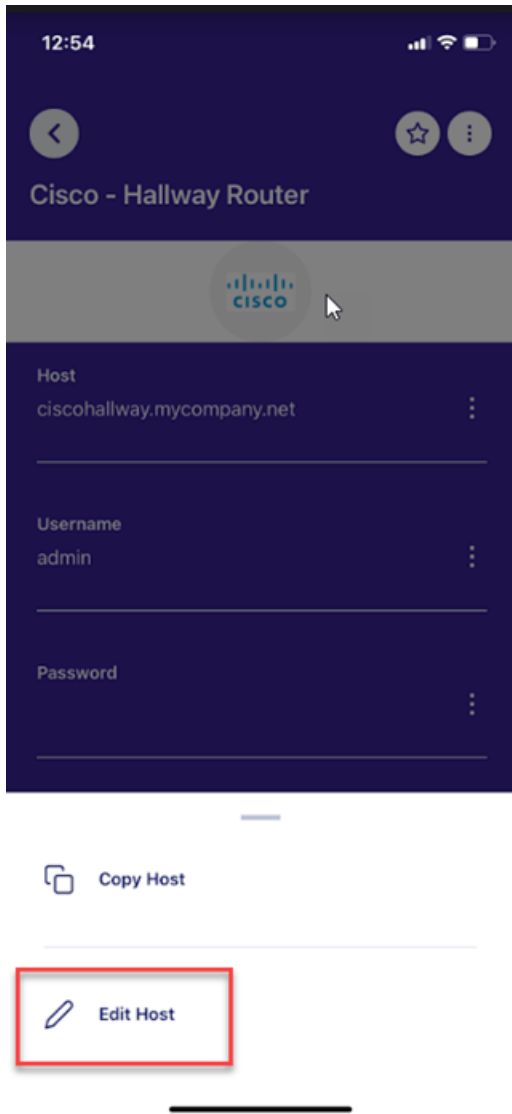 12:54
Cisco - Hallway Router
CISCO
Host
ciscohallway.mycompany.net
Username
admin
Password
Copy Host
Edit Host